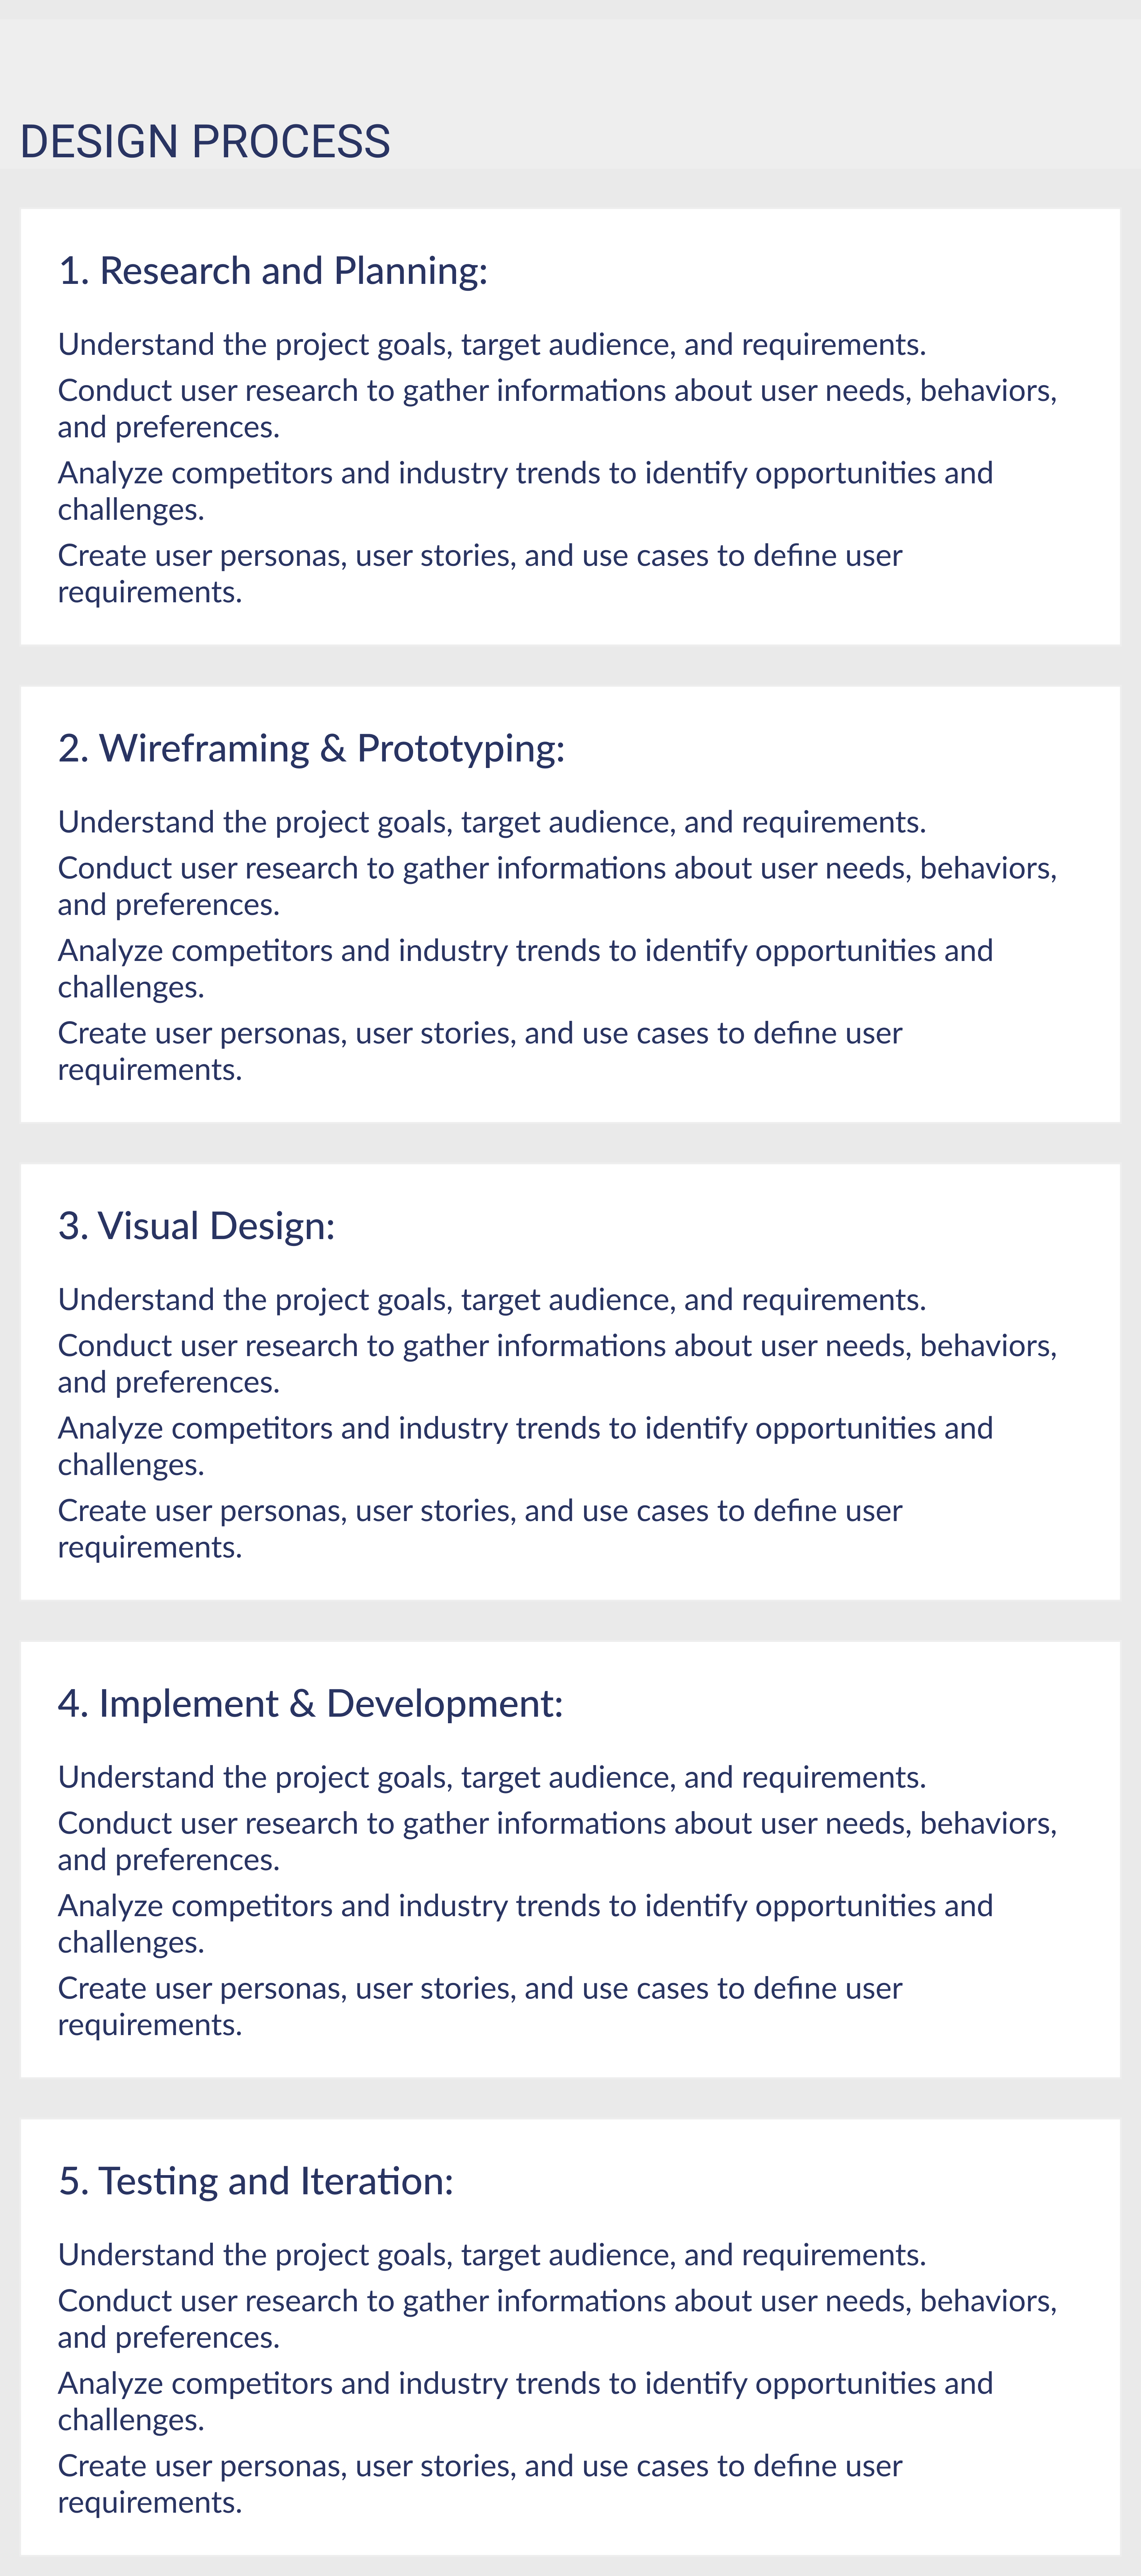 DESIGN PROCESS
1. Research and Planning:
Understand the project goals, target audience, and requirements.
Conduct user research to gather informations about user needs, behaviors,
and preferences.
Analyze competitors and industry trends to identify opportunities and
challenges.
Create user personas, user stories, and use cases to define user
requirements.
2. Wireframing & Prototyping:
Understand the project goals, target audience, and requirements.
Conduct user research to gather informations about user needs, behaviors,
and preferences.
Analyze competitors and industry trends to identify opportunities and
challenges.
Create user personas, user stories, and use cases to define user
requirements.
3. Visual Design:
Understand the project goals, target audience, and requirements.
Conduct user research to gather informations about user needs, behaviors,
and preferences.
Analyze competitors and industry trends to identify opportunities and
challenges.
Create user personas, user stories, and use cases to define user
requirements.
4. Implement & Development:
Understand the project goals, target audience, and requirements.
Conduct user research to gather informations about user needs, behaviors,
and preferences.
Analyze competitors and industry trends to identify opportunities and
challenges.
Create user personas, user stories, and use cases to define user
requirements.
5. Testing and Iteration:
Understand the project goals, target audience, and requirements.
Conduct user research to gather informations about user needs, behaviors,
and preferences.
Analyze competitors and industry trends to identify opportunities and
challenges.
Create user personas, user stories, and use cases to define user
requirements.